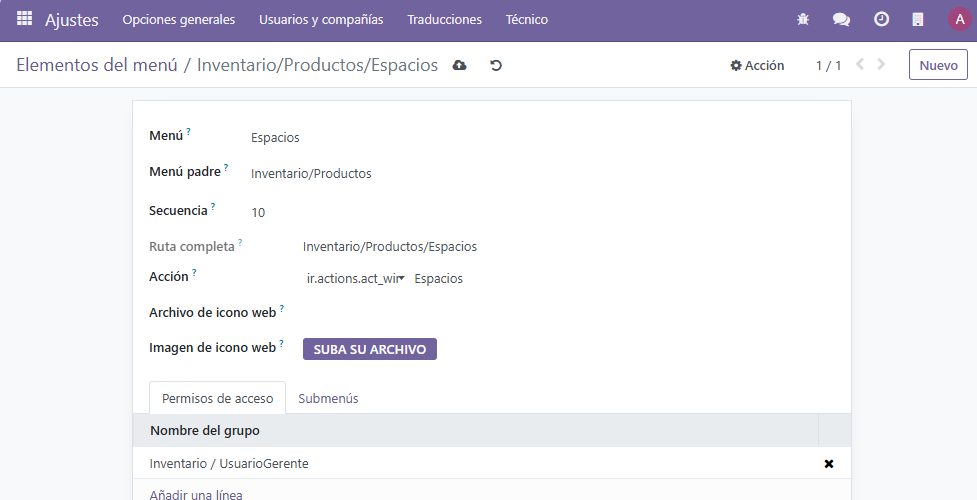 Ajustes Opciones generales Usuarios y compañías Traducciones Técnico A
Elementos del menú / Inventario/Productos/Espacios Acción 1 / 1 Nuevo
Menú ? Espacios
Menú padre ? Inventario/Productos
Secuencia ? 10
Ruta completa ? Inventario/Productos/Espacios
Acción ? ir.actions.act_wir Espacios
Archivo de icono web ?
Imagen de icono web ? SUBA SU ARCHIVO
Permisos de acceso Submenús
Nombre del grupo
Inventario / UsuarioGerente
Añadir una línea